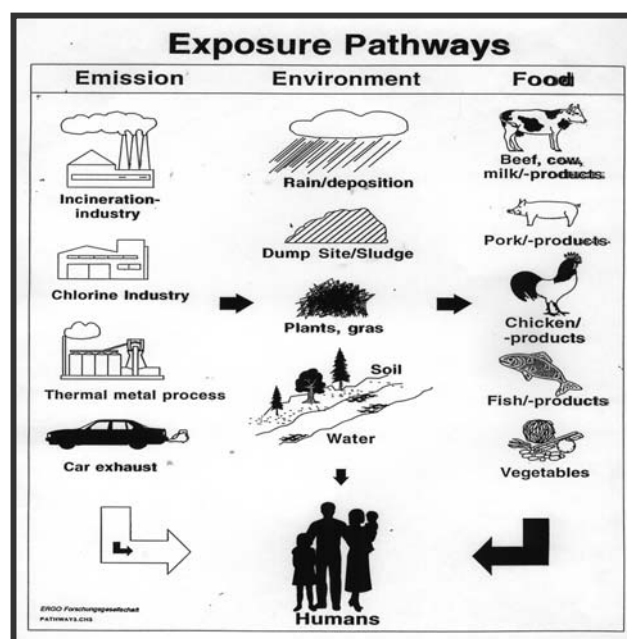 Exposure Pathways
Emission
Environment
Food
Incineration-
industry
Chlorine Industry
Thermal metal process
Car exhaust
Rain/deposition
Dump Site/Sludge
Plants, gras
Soil
Water
Beef, cow,
milk/-products
Pork/-products
Chicken/
-products
Fish/-products
Vegetables
Humans
ERGO Forschungsgesellschaft
PATHWAYS.CHS